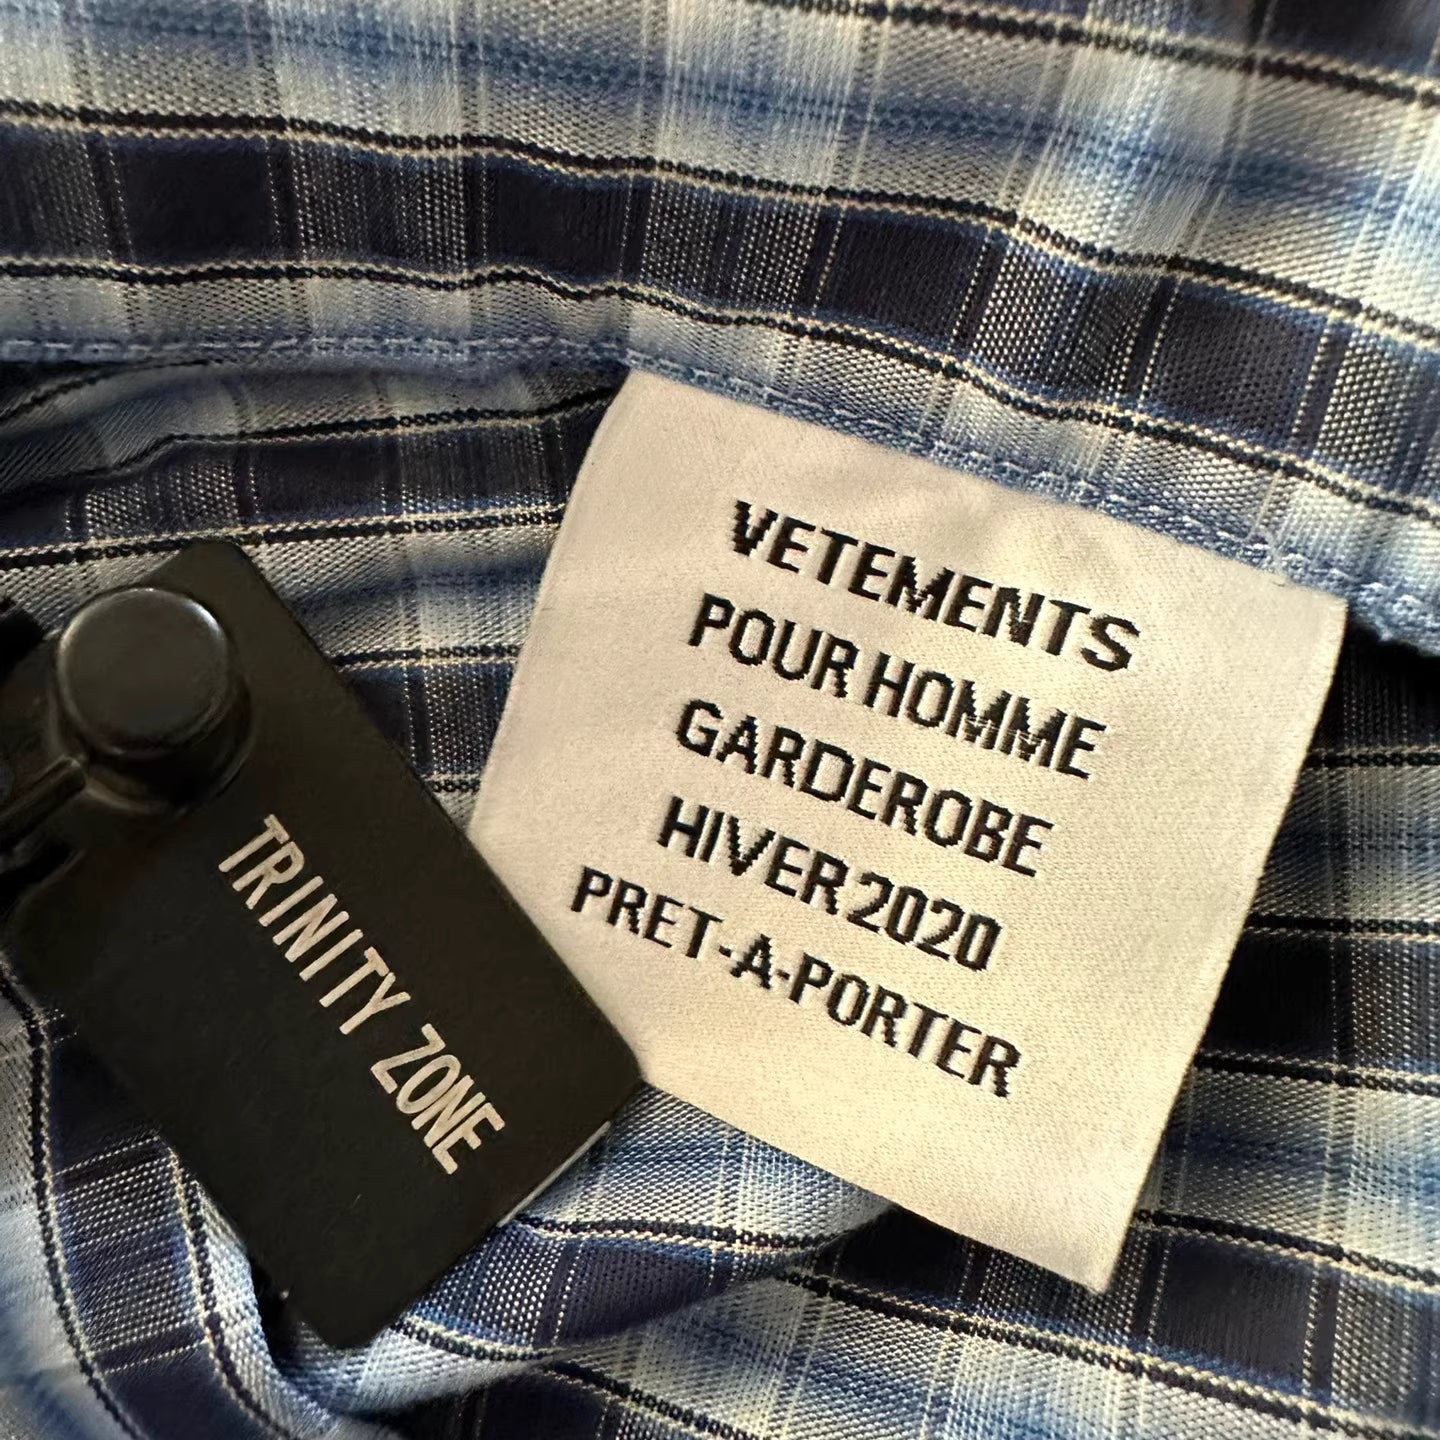 VETEMENTS
POUR HOMME
GARDEROBE
HIVER 2020
PRET-A-PORTER
TRINITY ZONE